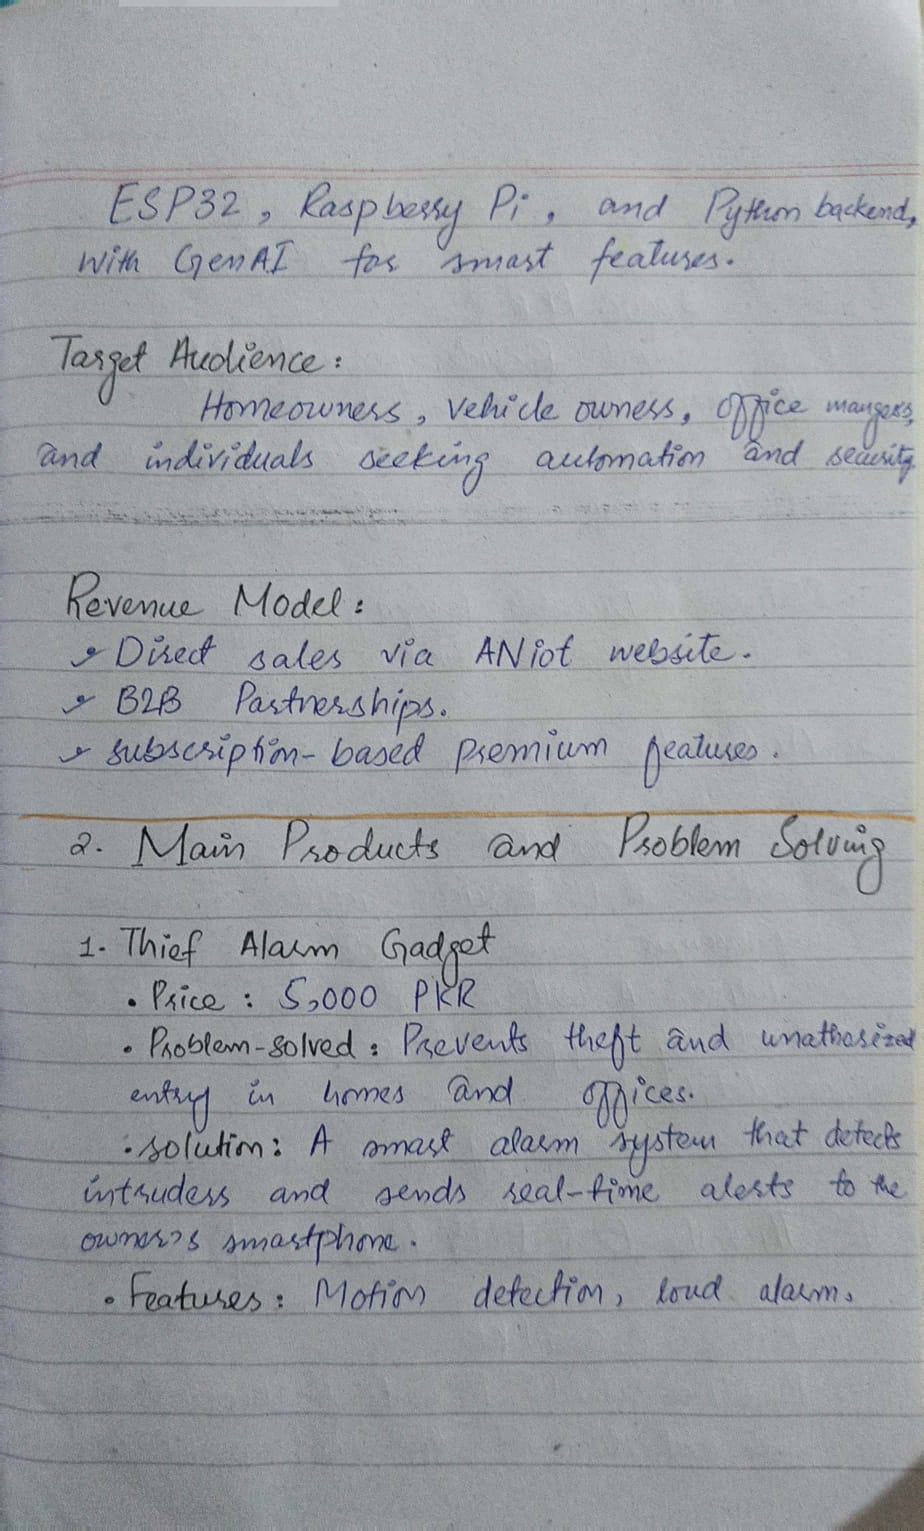 ESP32, Raspberry Pi, and Python backend,
with GenAI for smart features.
Target Audience:
Homeowners, vehicle owners, office mangers,
and individuals seeking automation and security
Revenue Model:
Direct sales via ANiot website.
B2B Partnerships.
subscription-based premium features.
2. Main Products and Problem Solving
1. Thief Alarm Gadget
• Price: 5,000 PKR
• Problem-solved: Prevents theft and unathorized
entry in homes and offices.
• solution: A smart alarm system that detects
intruders and sends real-time alerts to the
owner's smartphone.
• Features: Motion detection, loud alarm,